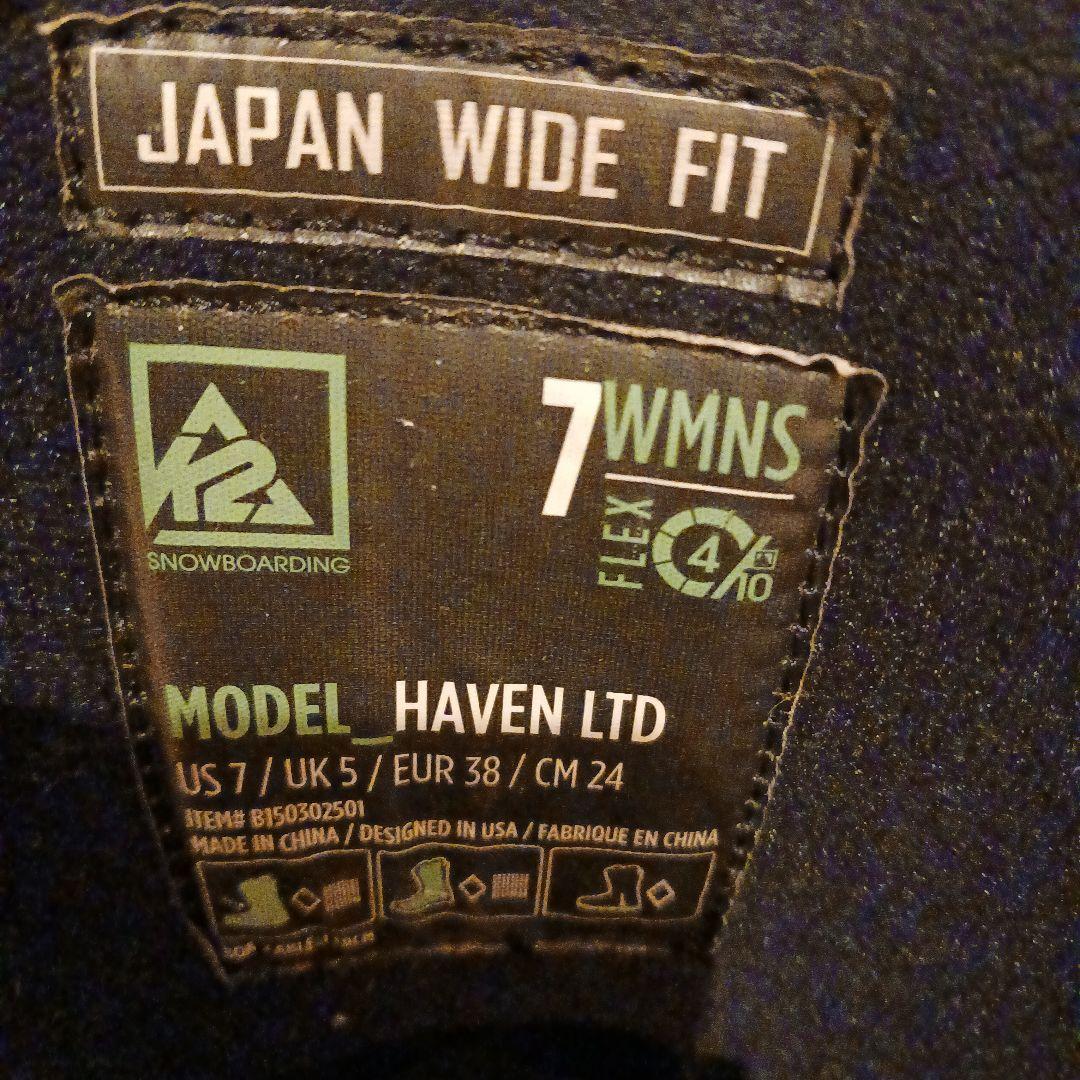 JAPAN WIDE FIT
K2
SNOWBOARDING
7 WMNS
FLEX 4/10
MODEL_HAVEN LTD
US 7 / UK 5 / EUR 38 / CM 24
ITEM# B150302501
MADE IN CHINA / DESIGNED IN USA / FABRIQUE EN CHINA